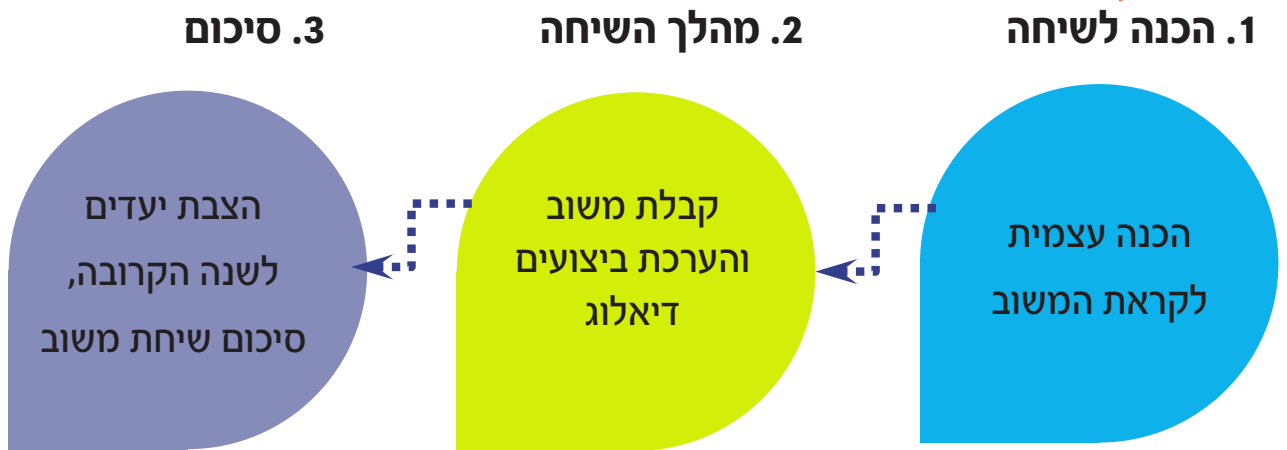 1. הכנה לשיחה
הכנה עצמית
לקראת המשוב
2. מהלך השיחה
קבלת משוב
והערכת ביצועים
דיאלוג
3. סיכום
הצבת יעדים
לשנה הקרובה,
סיכום שיחת משוב